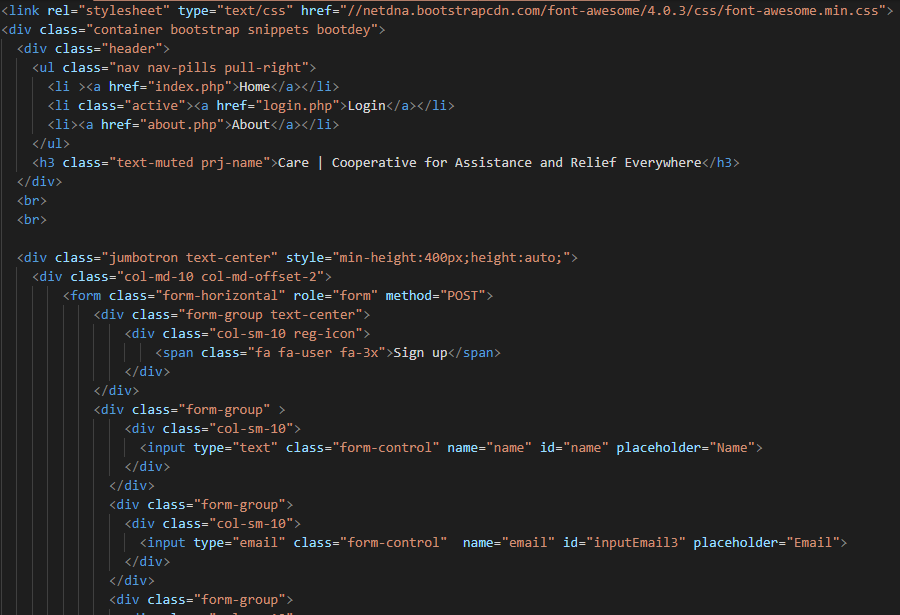 <link rel="stylesheet" type="text/css" href="//netdna.bootstrapcdn.com/font-awesome/4.0.3/css/font-awesome.min.css">
<div class="container bootstrap snippets bootdey">
  <div class="header">
    <ul class="nav nav-pills pull-right">
      <li ><a href="index.php">Home</a></li>
      <li class="active"><a href="login.php">Login</a></li>
      <li><a href="about.php">About</a></li>
    </ul>
    <h3 class="text-muted prj-name">Care | Cooperative for Assistance and Relief Everywhere</h3>
  </div>
  <br>
  <br>

  <div class="jumbotron text-center" style="min-height:400px;height:auto;">
    <div class="col-md-10 col-md-offset-2">
        <form class="form-horizontal" role="form" method="POST">
            <div class="form-group text-center">
                <div class="col-sm-10 reg-icon">
                    <span class="fa fa-user fa-3x">Sign up</span>
                </div>
            </div>
            <div class="form-group" >
                <div class="col-sm-10">
                  <input type="text" class="form-control" name="name" id="name" placeholder="Name">
                </div>
              </div>
              <div class="form-group">
                <div class="col-sm-10">
                  <input type="email" class="form-control"  name="email" id="inputEmail3" placeholder="Email">
                </div>
              </div>
              <div class="form-group">